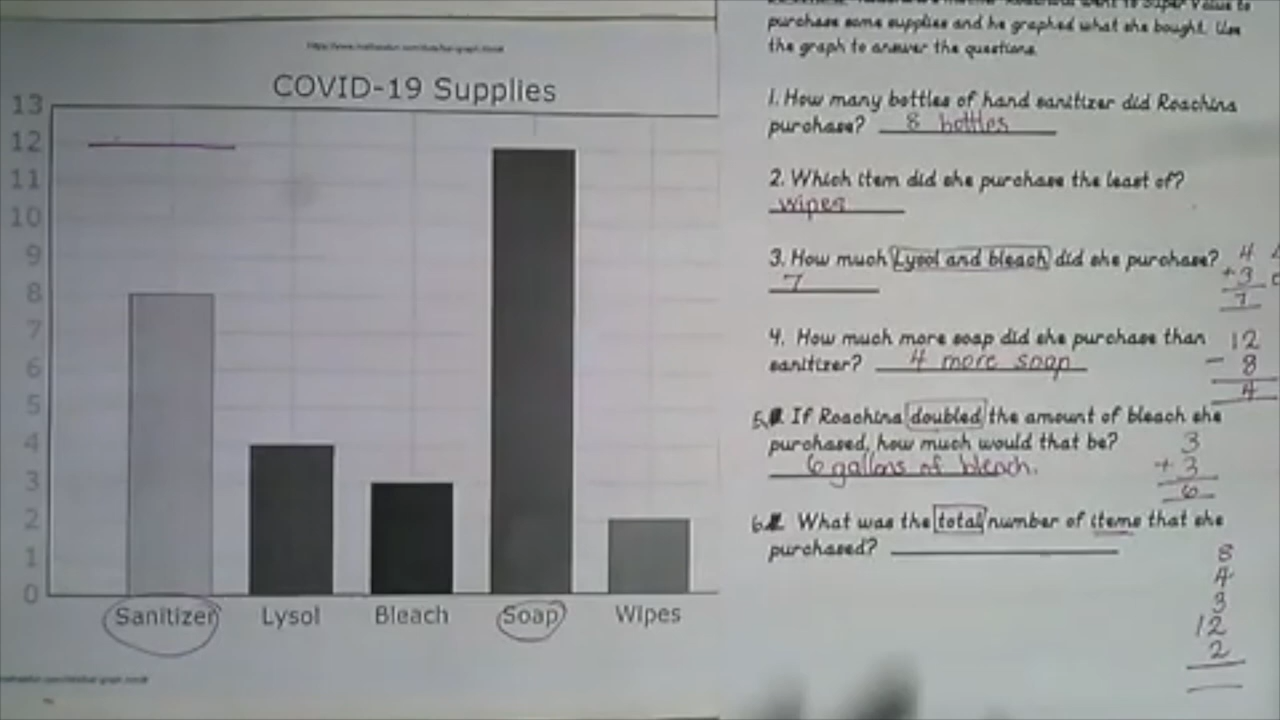 COVID-19 Supplies
13
12
11
10
9
8
7
6
5
4
3
2
1
0
Sanitizer Lysol Bleach Soap Wipes
purchase some supplies and he graphed what she bought. Use
the graph to answer the questions.
1. How many bottles of hand sanitizer did Roachina
purchase? 8 bottles
2. Which item did she purchase the least of?
wipes
3. How much Lysol and bleach did she purchase?
7
4
+3
7
4. How much more soap did she purchase than
sanitizer? 4 more soap
12
- 8
4
5. If Roachina doubled the amount of bleach she
purchased, how much would that be?
6 gallons of bleach.
3
+ 3
6
6. What was the total number of items that she
purchased?
8
4
3
12
2